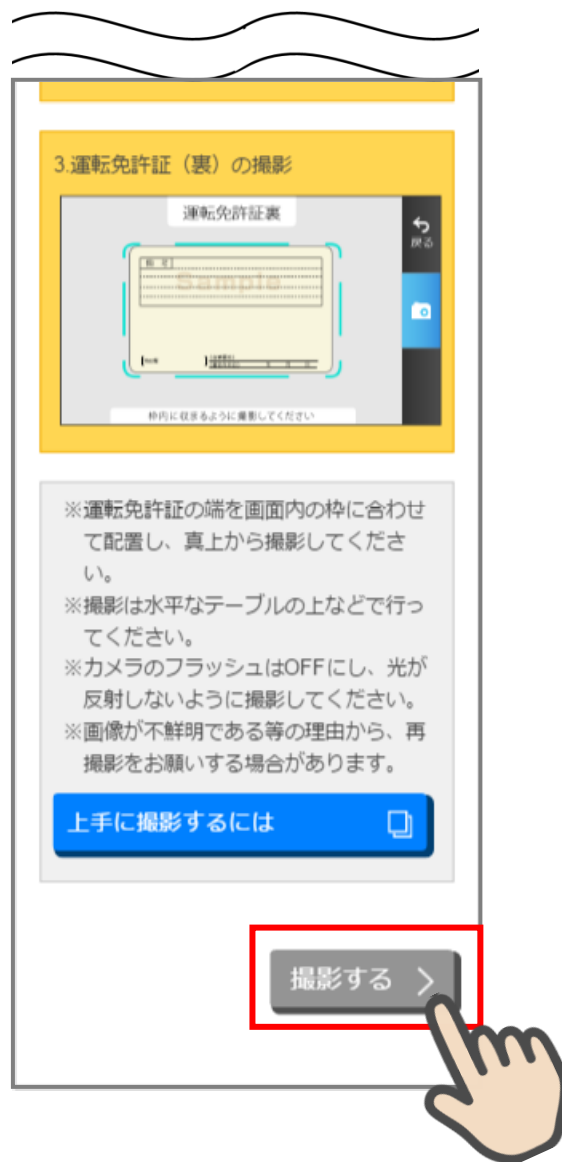 3.運転免許証（裏）の撮影
運転免許証裏
戻る
備 考
Sample
枠内に収まるように撮影してください
※運転免許証の端を画面内の枠に合わせ
て配置し、真上から撮影してくださ
い。
※撮影は水平なテーブルの上などで行っ
てください。
※カメラのフラッシュはOFFにし、光が
反射しないように撮影してください。
※画像が不鮮明である等の理由から、再
撮影をお願いする場合があります。
上手に撮影するには
撮影する